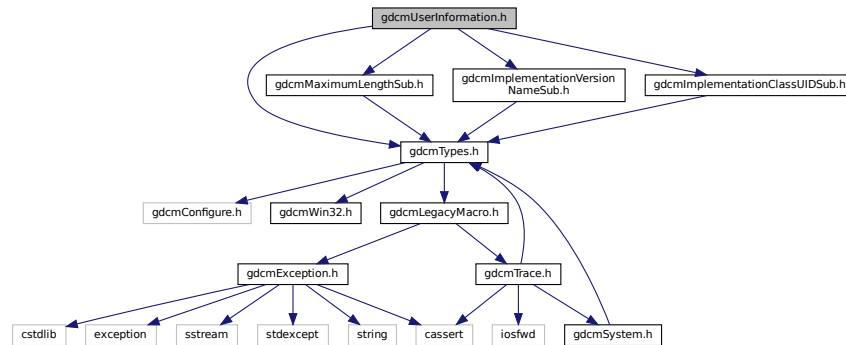 gdcmUserInformation.h
gdcmMaximumLengthSub.h
gdcmImplementationVersion
NameSub.h
gdcmImplementationClassUIDSub.h
gdcmTypes.h
gdcmConfigure.h
gdcmWin32.h
gdcmLegacyMacro.h
gdcmException.h
gdcmTrace.h
cstdlib
exception
sstream
stdexcept
string
cassert
iosfwd
gdcmSystem.h